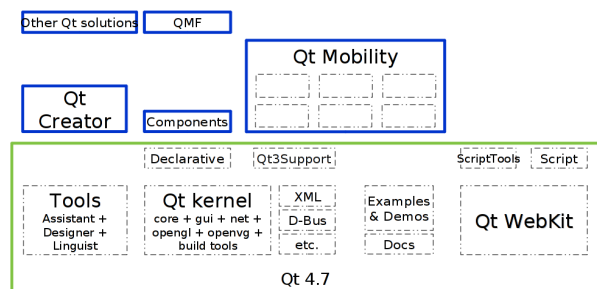 Other Qt solutions
QMF
Qt Mobility
Qt
Creator
Components
Declarative
Qt3Support
ScriptTools
Script
Tools
Assistant +
Designer +
Linguist
Qt kernel
core + gui + net +
opengl + openvg +
build tools
XML
D-Bus
etc.
Examples
& Demos
Docs
Qt WebKit
Qt 4.7